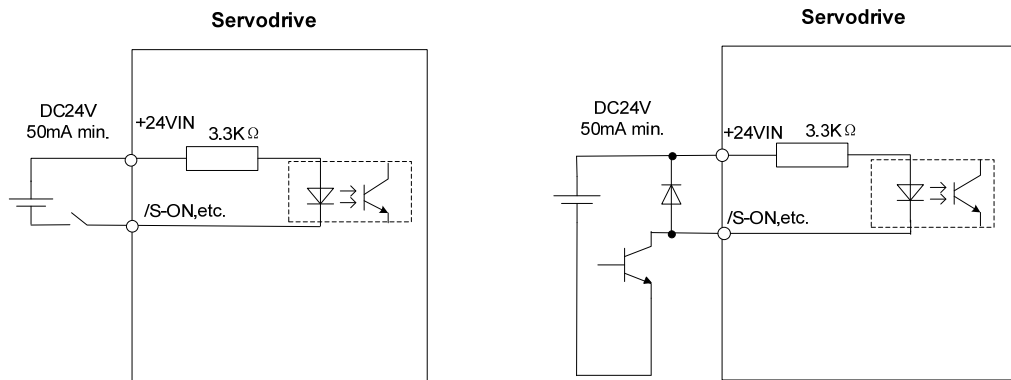 Servodrive
DC24V
50mA min.
+24VIN
3.3KΩ
/S-ON,etc.
Servodrive
DC24V
50mA min.
+24VIN
3.3KΩ
/S-ON,etc.